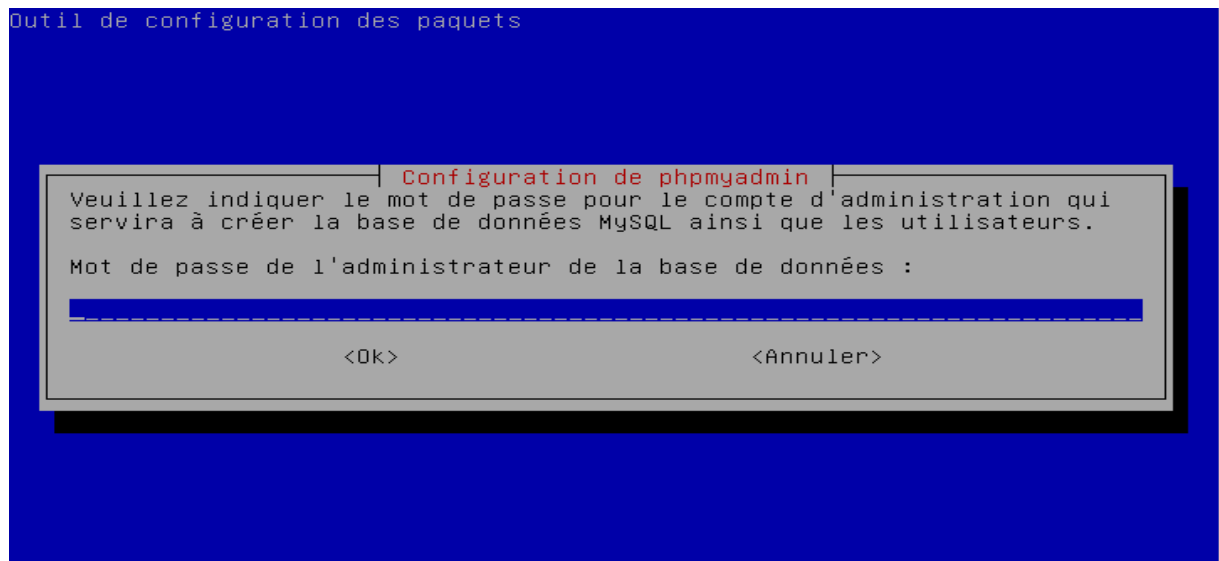 Outil de configuration des paquets
Configuration de phpmyadmin
Veuillez indiquer le mot de passe pour le compte d'administration qui
servira à créer la base de données MySQL ainsi que les utilisateurs.
Mot de passe de l'administrateur de la base de données :
<Ok> <Annuler>